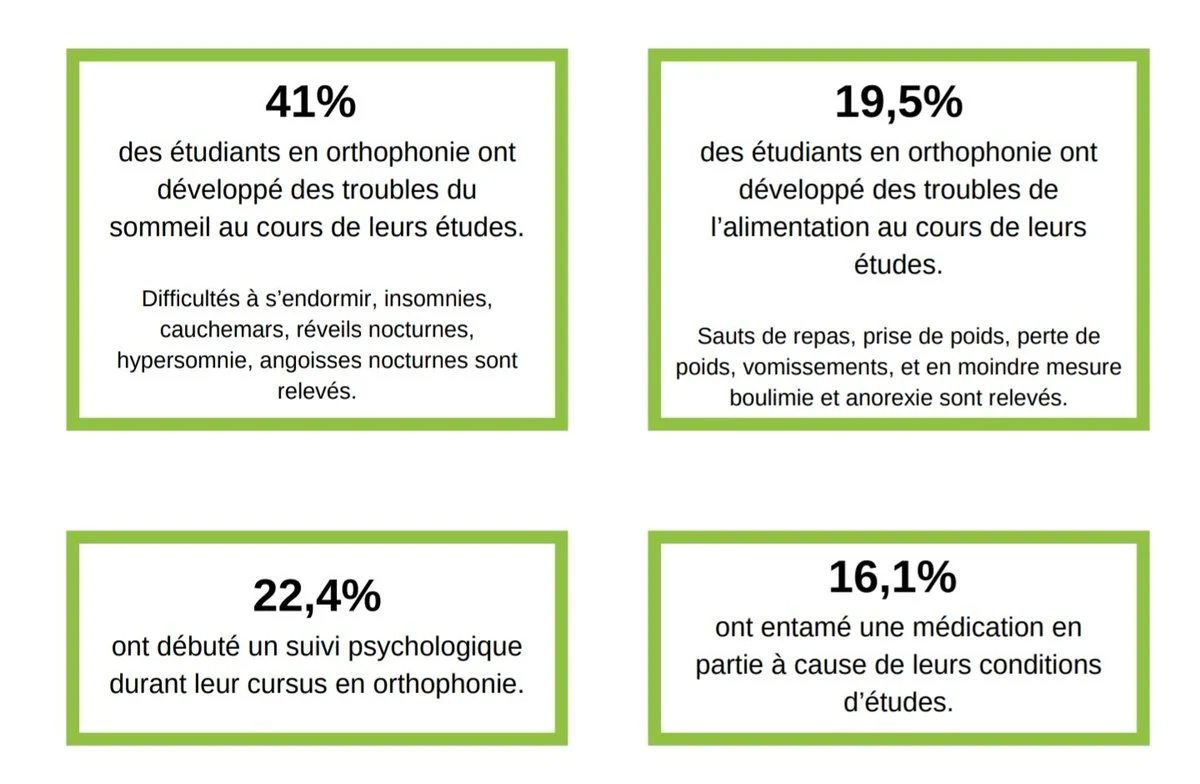 41%
des étudiants en orthophonie ont
développé des troubles du
sommeil au cours de leurs études.
Difficultés à s’endormir, insomnies,
cauchemars, réveils nocturnes,
hypersomnie, angoisses nocturnes sont
relevés.
19,5%
des étudiants en orthophonie ont
développé des troubles de
l’alimentation au cours de leurs
études.
Sauts de repas, prise de poids, perte de
poids, vomissements, et en moindre mesure
boulimie et anorexie sont relevés.
22,4%
ont débuté un suivi psychologique
durant leur cursus en orthophonie.
16,1%
ont entamé une médication en
partie à cause de leurs conditions
d’études.